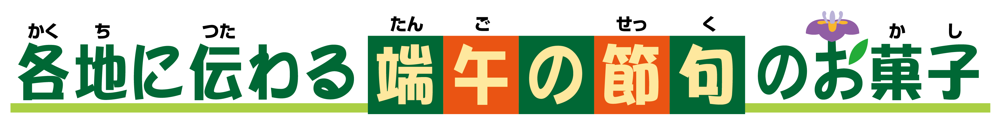 かく ち つた たん ご せっ く か し
各地に伝わる端午の節句のお菓子